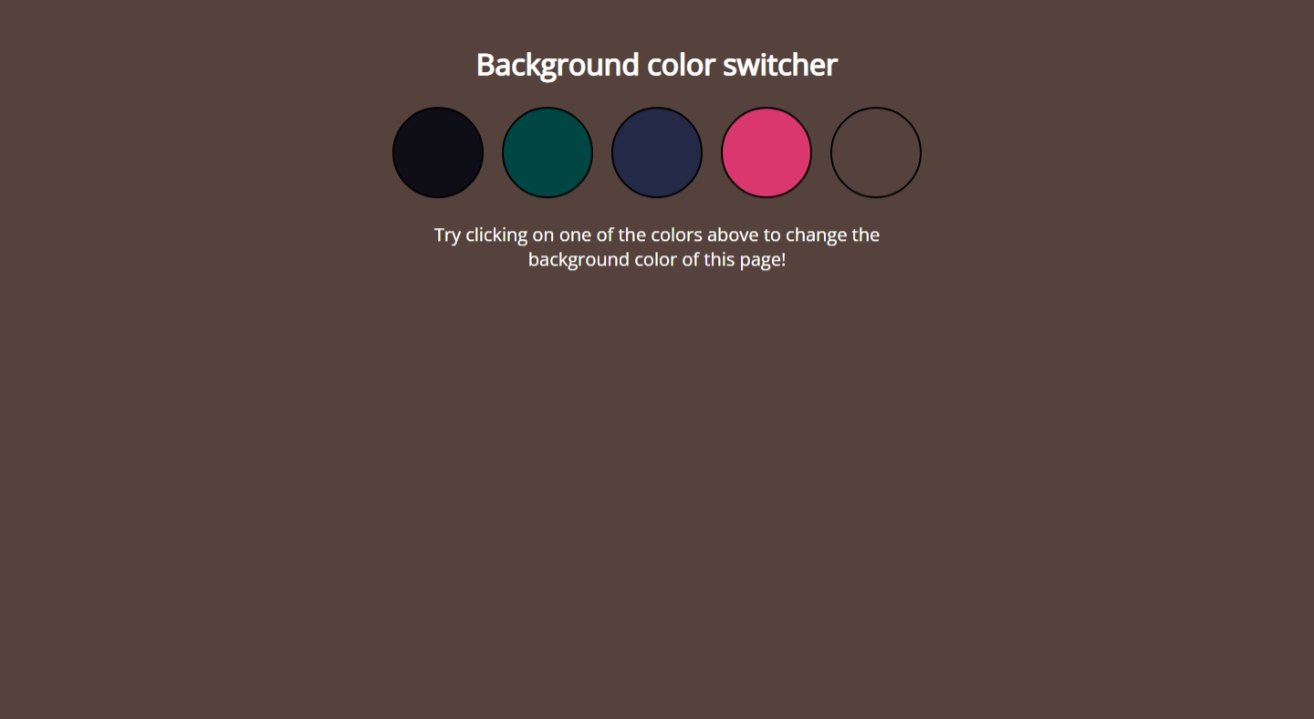 Background color switcher
Try clicking on one of the colors above to change the
background color of this page!